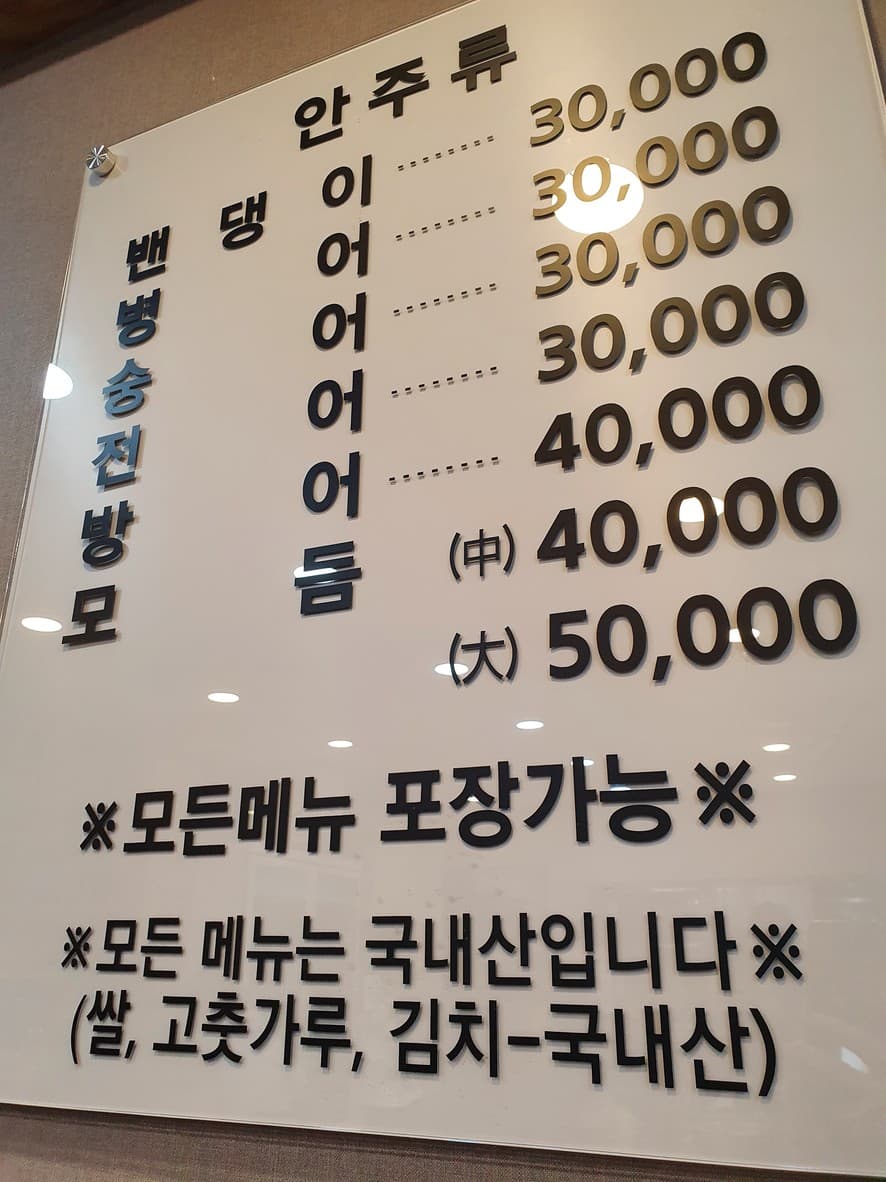 안주류
밴댕이 ········ 30,000
병어 ········ 30,000
숭어 ········ 30,000
전어 ········ 30,000
방어 ········ 40,000
모듬 (中) 40,000
(大) 50,000
※모든메뉴 포장가능※
※모든 메뉴는 국내산입니다※
(쌀, 고춧가루, 김치-국내산)